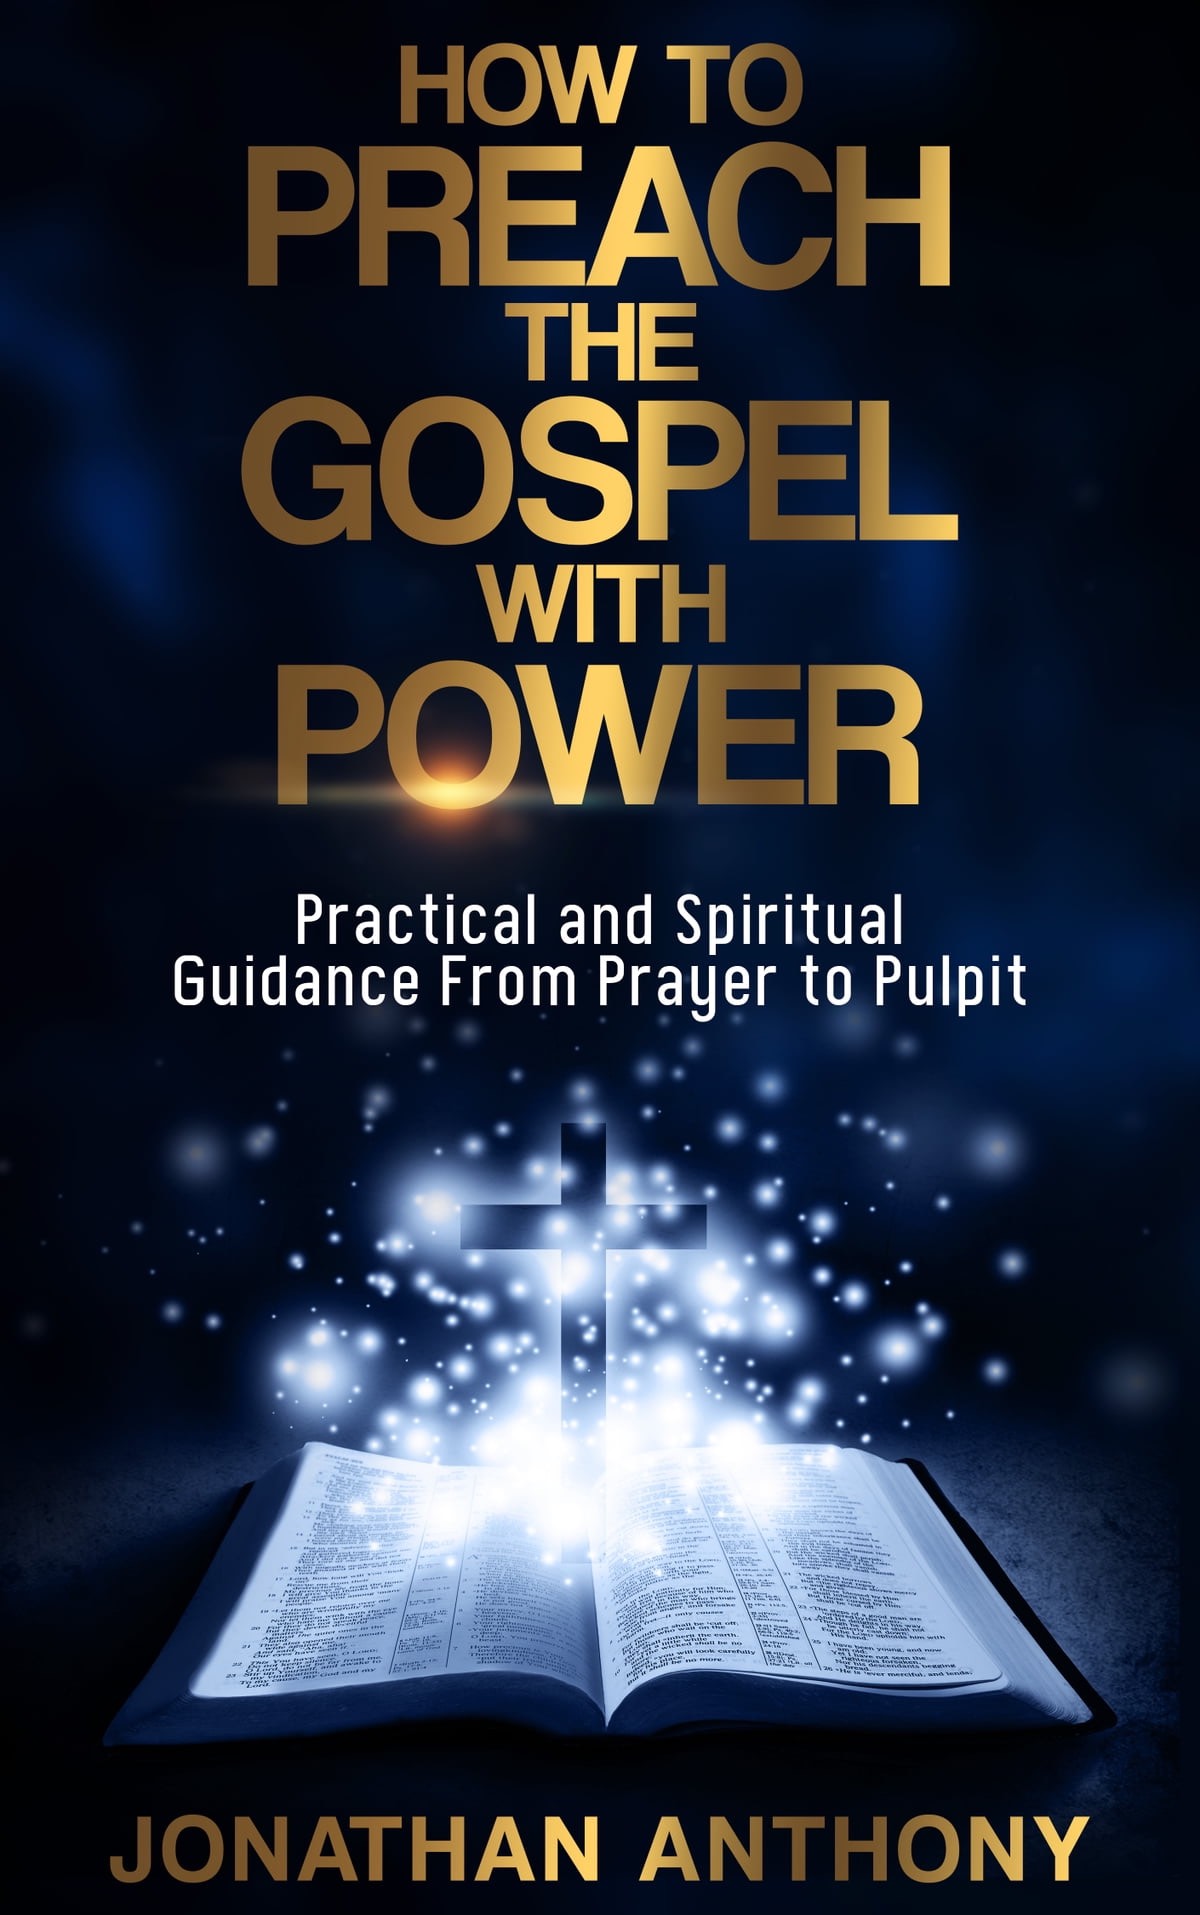 HOW TO
PREACH
THE
GOSPEL
WITH
POWER
Practical and Spiritual
Guidance From Prayer to Pulpit
JONATHAN ANTHONY